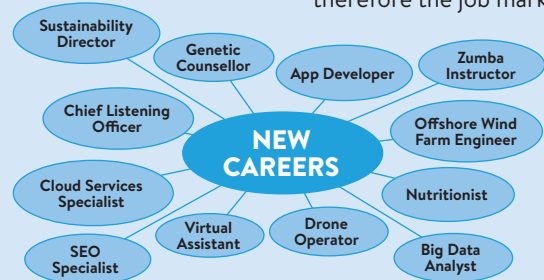 therefore the job mark
Sustainability
Director
Genetic
Counsellor
App Developer
Zumba
Instructor
Chief Listening
Officer
NEW
CAREERS
Offshore Wind
Farm Engineer
Cloud Services
Specialist
Nutritionist
SEO
Specialist
Virtual
Assistant
Drone
Operator
Big Data
Analyst